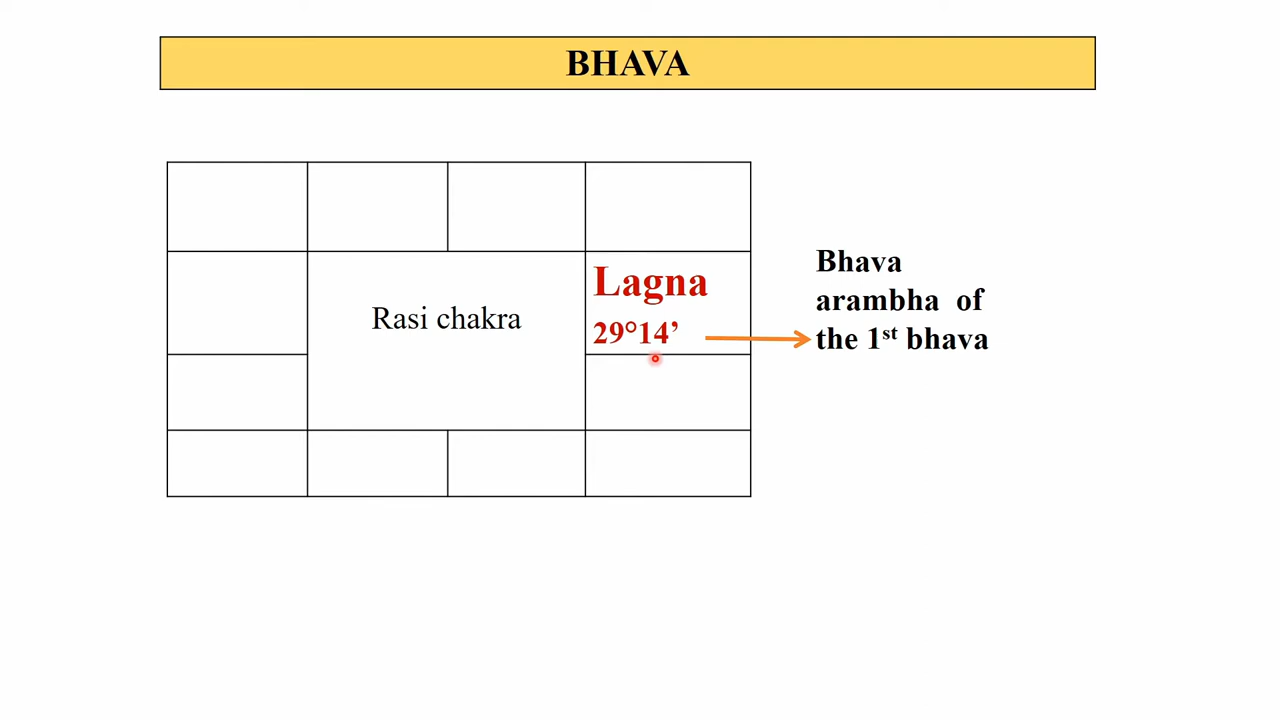 BHAVA
Rasi chakra
Lagna
29°14’
Bhava
arambha of
the 1st bhava